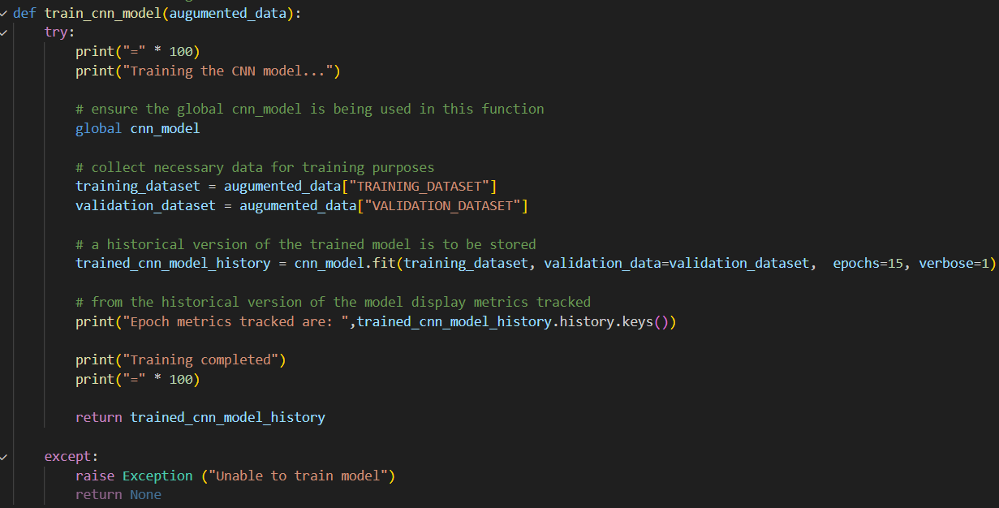 def train_cnn_model(augumented_data):
    try:
        print("=" * 100)
        print("Training the CNN model...")

        # ensure the global cnn_model is being used in this function
        global cnn_model

        # collect necessary data for training purposes
        training_dataset = augumented_data["TRAINING_DATASET"]
        validation_dataset = augumented_data["VALIDATION_DATASET"]

        # a historical version of the trained model is to be stored
        trained_cnn_model_history = cnn_model.fit(training_dataset, validation_data=validation_dataset,  epochs=15, verbose=1)

        # from the historical version of the model display metrics tracked
        print("Epoch metrics tracked are: ",trained_cnn_model_history.history.keys())

        print("Training completed")
        print("=" * 100)

        return trained_cnn_model_history

    except:
        raise Exception ("Unable to train model")
        return None